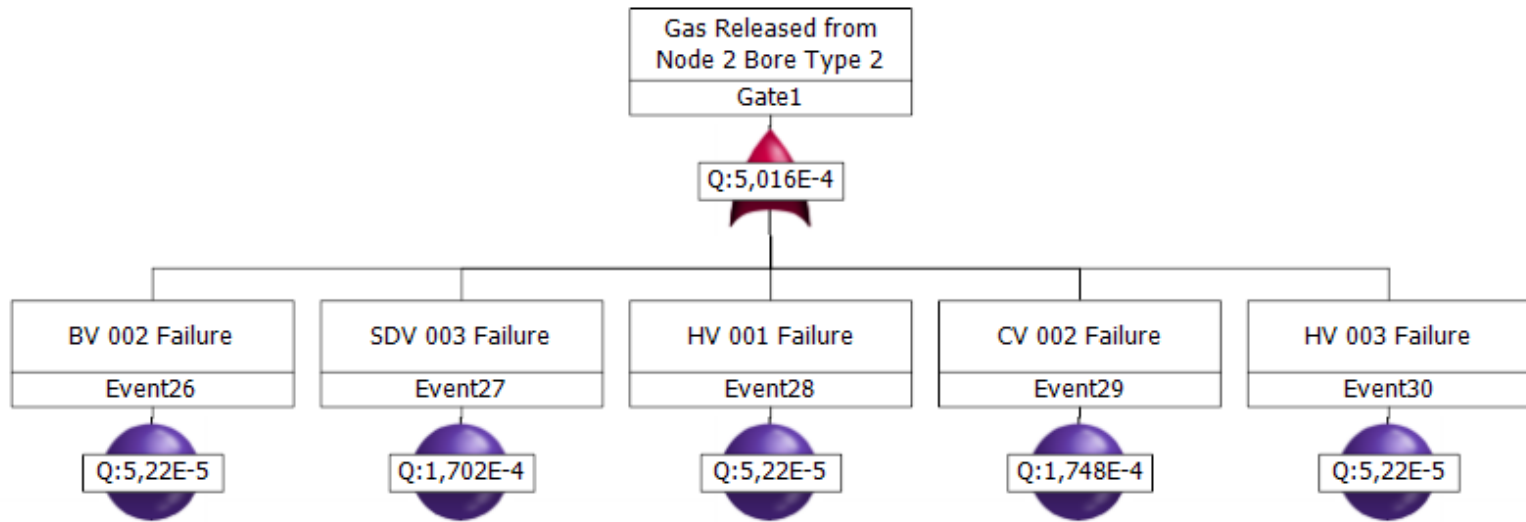 Gas Released from
Node 2 Bore Type 2
Gate1
Q:5,016E-4
BV 002 Failure
Event26
Q:5,22E-5
SDV 003 Failure
Event27
Q:1,702E-4
HV 001 Failure
Event28
Q:5,22E-5
CV 002 Failure
Event29
Q:1,748E-4
HV 003 Failure
Event30
Q:5,22E-5